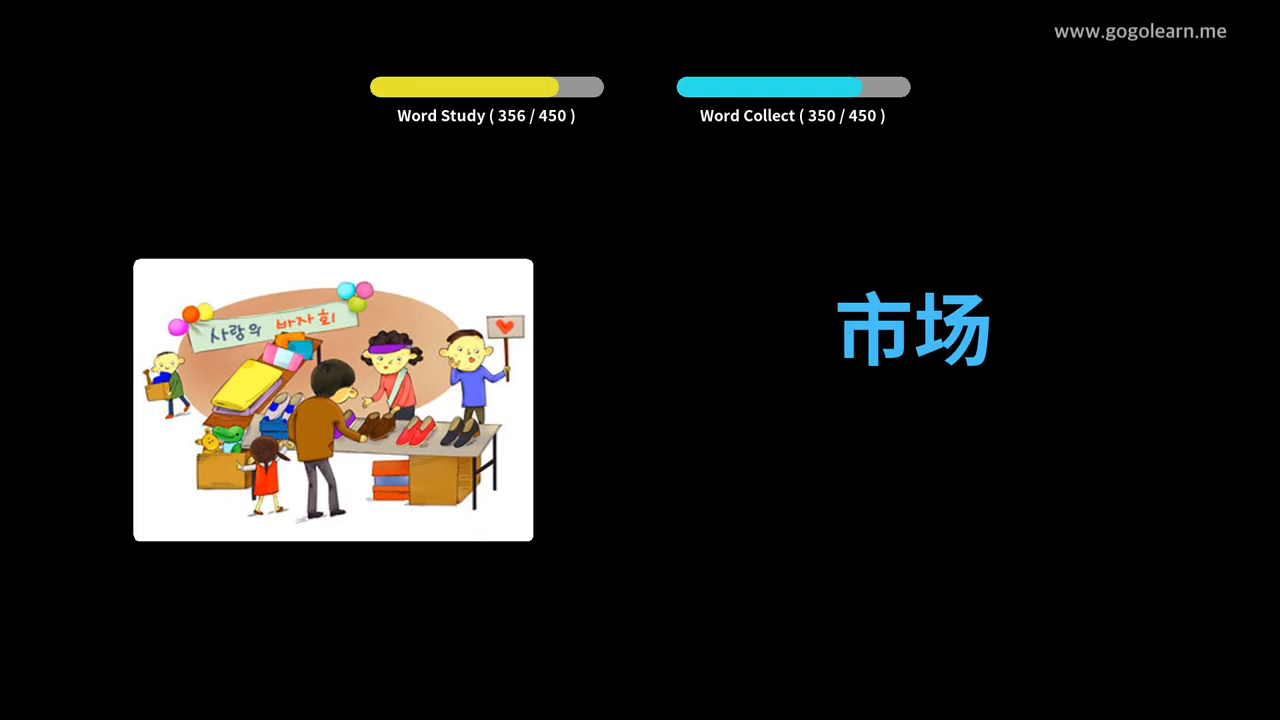 www.gogolearn.me
Word Study ( 356 / 450 )
Word Collect ( 350 / 450 )
사랑의 바자회
市场